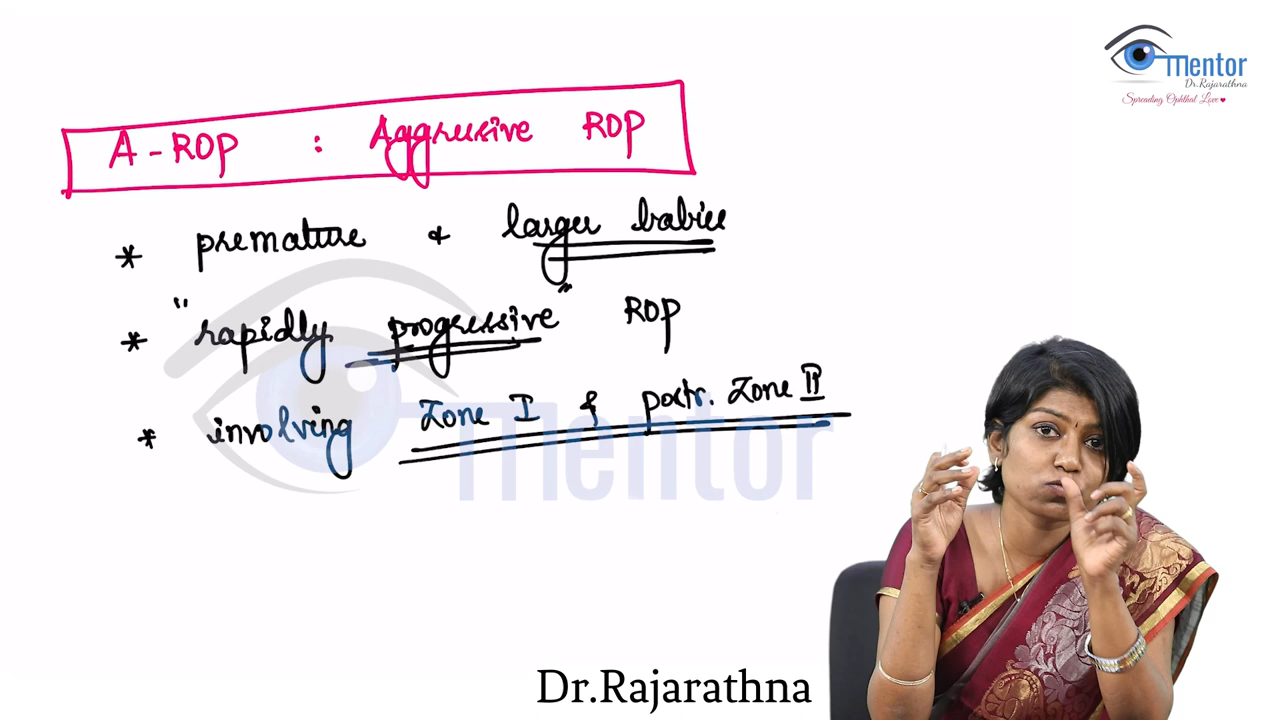 mentor
Dr.Rajarathna
Spreading Ophthal Love
A - ROP : Aggressive ROP
* premature & larger babies
* "rapidly progressive" ROP
* involving Zone I & postr. Zone II
mentor
Dr.Rajarathna